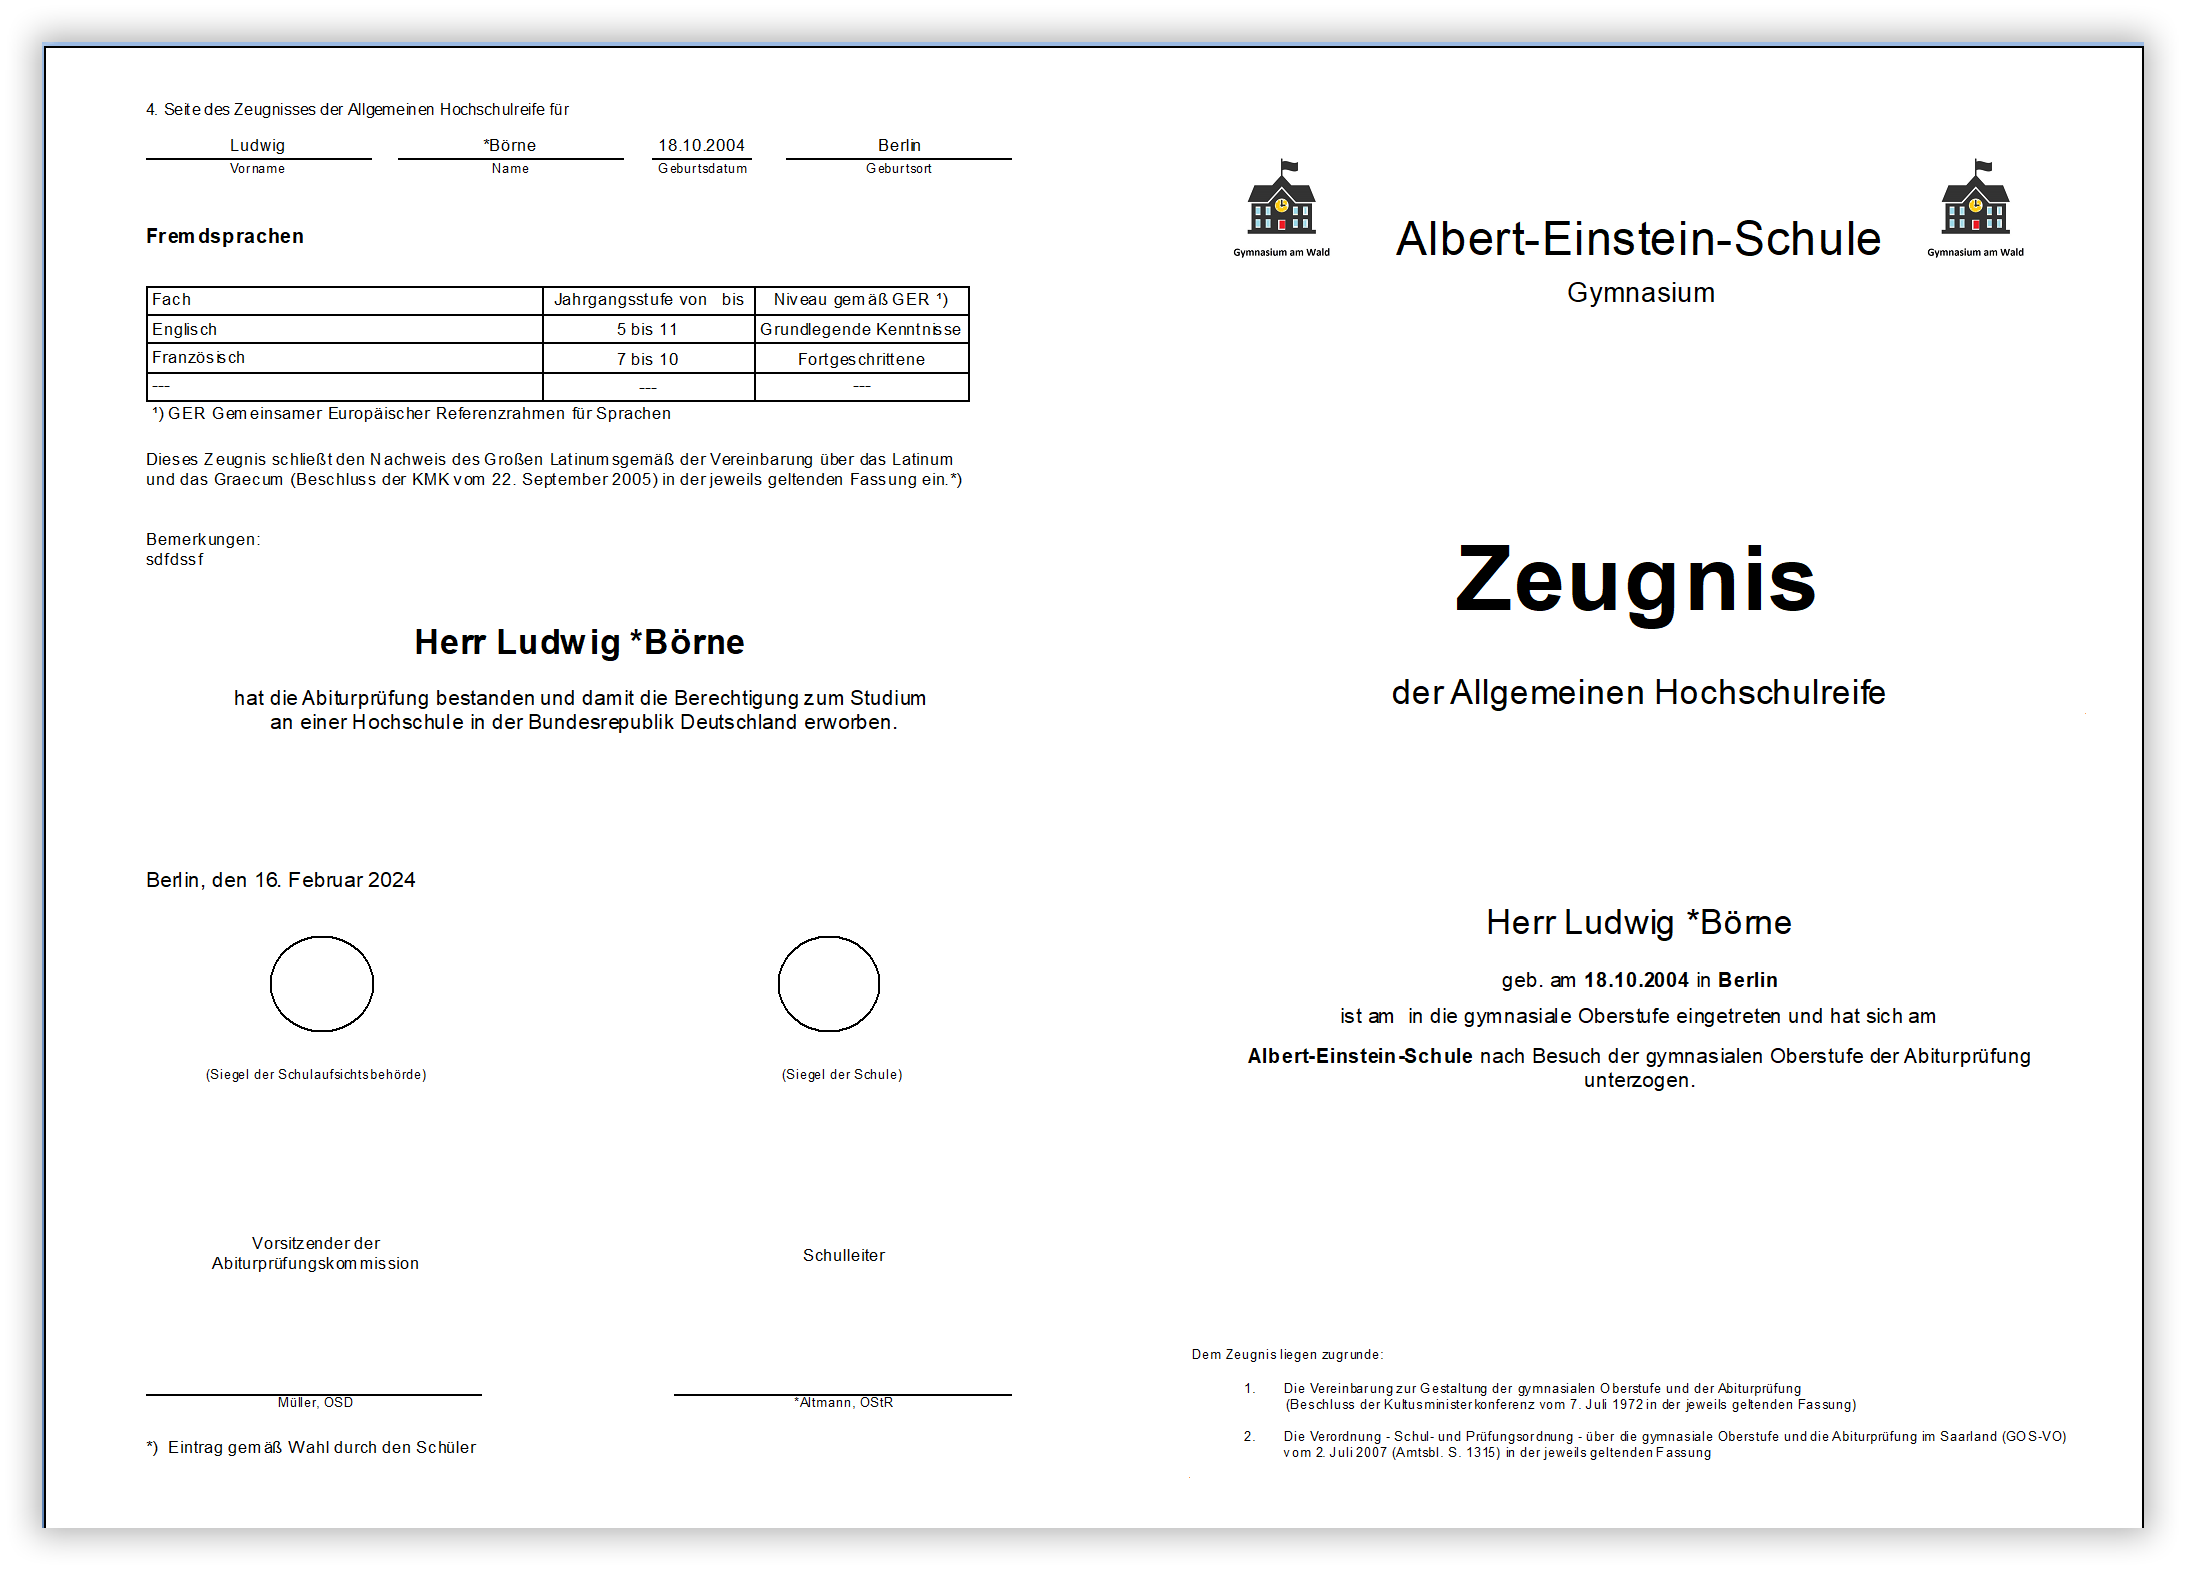 4. Seite des Zeugnisses der Allgemeinen Hochschulreife für
Ludwig *Börne 18.10.2004 Berlin
Vorname Name Geburtsdatum Geburtsort
Fremdsprachen
Fach Jahrgangsstufe von bis Niveau gemäß GER ¹)
Englisch 5 bis 11 Grundlegende Kenntnisse
Französisch 7 bis 10 Fortgeschrittene
--- --- ---
¹) GER Gemeinsamer Europäischer Referenzrahmen für Sprachen
Dieses Zeugnis schließt den Nachweis des Großen Latinums gemäß der Vereinbarung über das Latinum
und das Graecum (Beschluss der KMK vom 22. September 2005) in der jeweils geltenden Fassung ein.*)
Bemerkungen:
sdfdssf
Herr Ludwig *Börne
hat die Abiturprüfung bestanden und damit die Berechtigung zum Studium
an einer Hochschule in der Bundesrepublik Deutschland erworben.
Berlin, den 16. Februar 2024
(Siegel der Schulaufsichtsbehörde) (Siegel der Schule)
Vorsitzender der
Abiturprüfungskommission
Schulleiter
Müller, OSD *Altmann, OStR
*) Eintrag gemäß Wahl durch den Schüler
Gymnasium am Wald
Albert-Einstein-Schule
Gymnasium am Wald
Gymnasium
Zeugnis
der Allgemeinen Hochschulreife
Herr Ludwig *Börne
geb. am 18.10.2004 in Berlin
ist am in die gymnasiale Oberstufe eingetreten und hat sich am
Albert-Einstein-Schule nach Besuch der gymnasialen Oberstufe der Abiturprüfung
unterzogen.
Dem Zeugnis liegen zugrunde:
1. Die Vereinbarung zur Gestaltung der gymnasialen Oberstufe und der Abiturprüfung
(Beschluss der Kultusministerkonferenz vom 7. Juli 1972 in der jeweils geltenden Fassung)
2. Die Verordnung - Schul- und Prüfungsordnung - über die gymnasiale Oberstufe und die Abiturprüfung im Saarland (GOS-VO)
vom 2. Juli 2007 (Amtsbl. S. 1315) in der jeweils geltenden Fassung